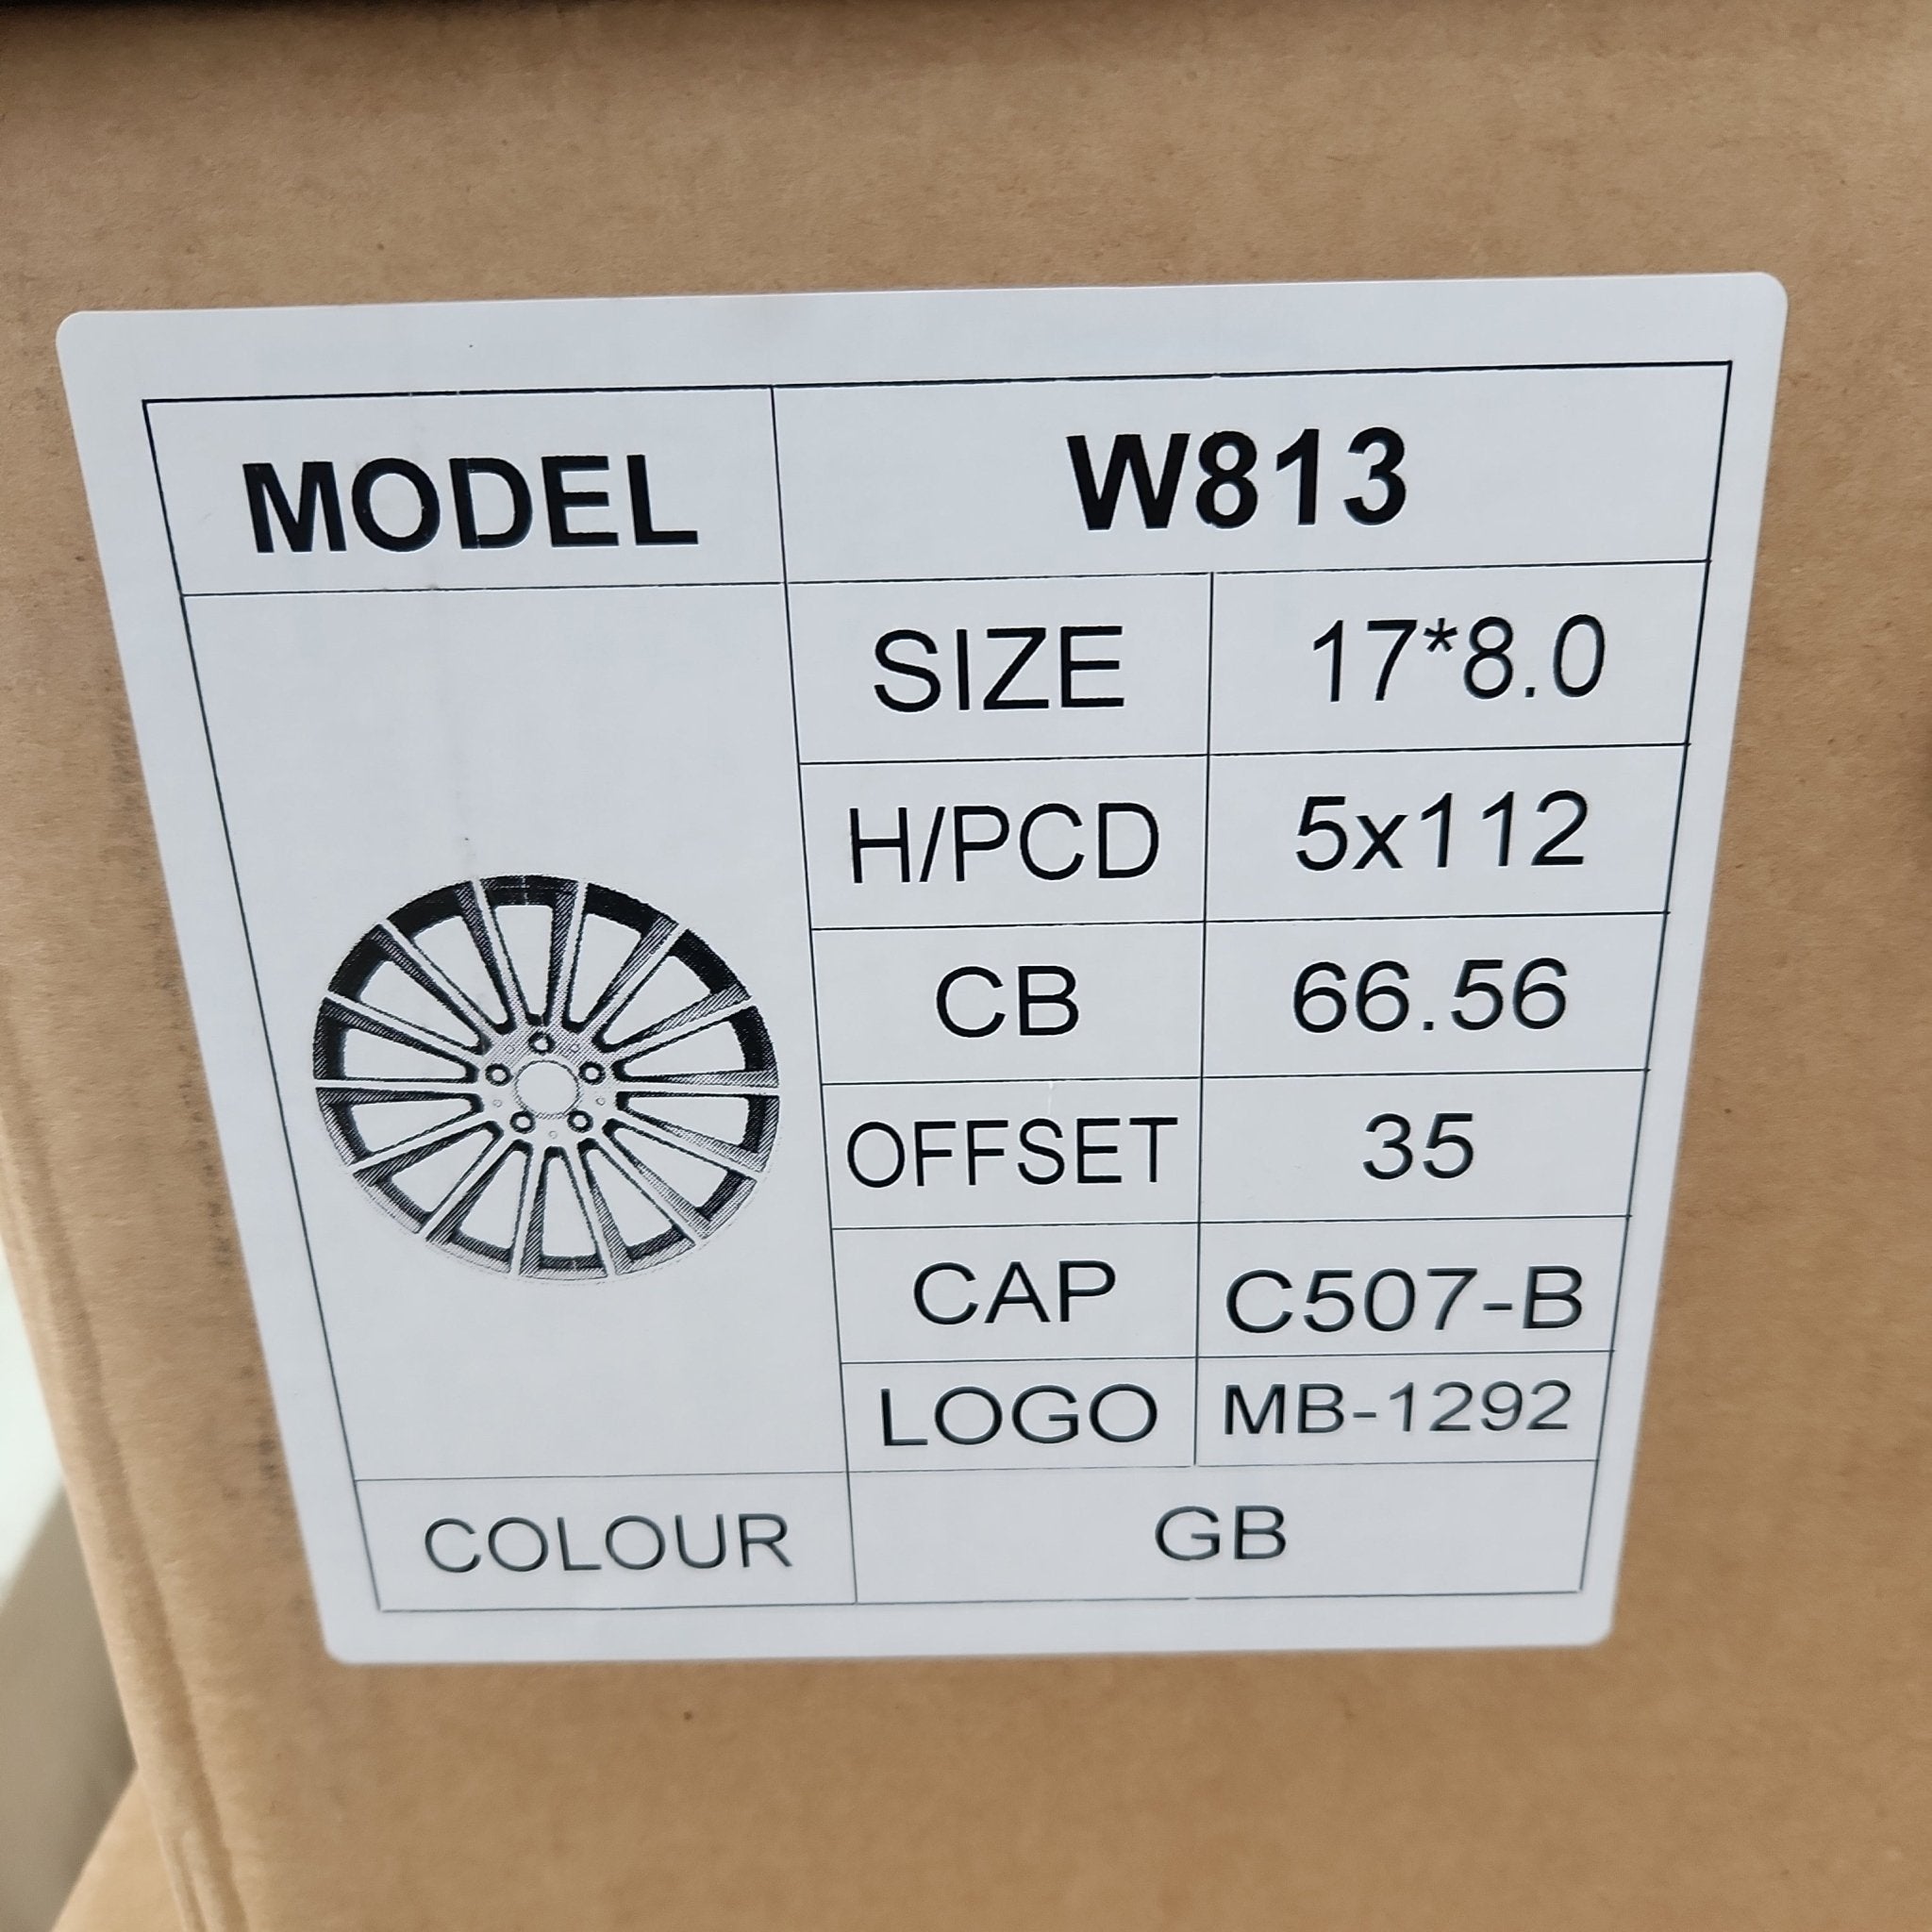 MODEL W813
SIZE 17*8.0
H/PCD 5x112
CB 66.56
OFFSET 35
CAP C507-B
LOGO MB-1292
COLOUR GB